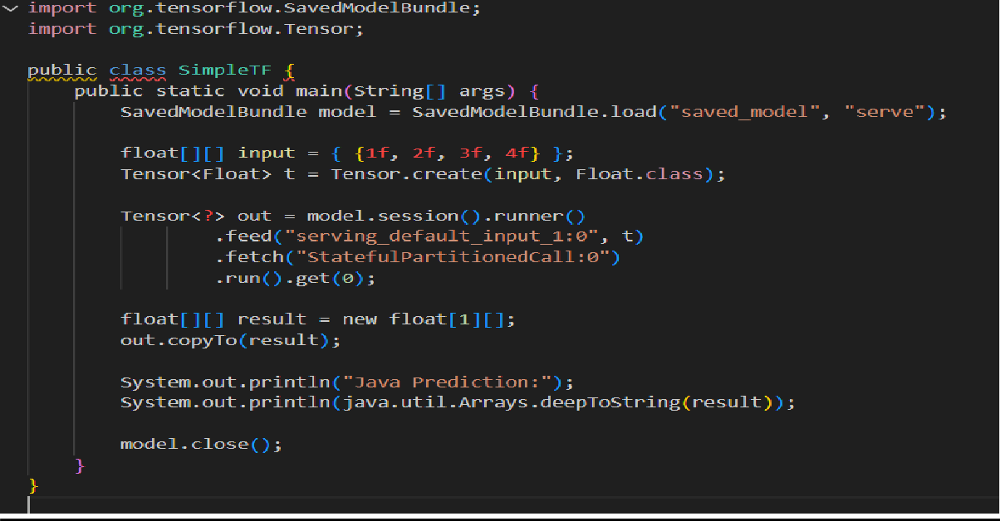 import org.tensorflow.SavedModelBundle;
import org.tensorflow.Tensor;
public class SimpleTF {
public static void main(String[] args) {
SavedModelBundle model = SavedModelBundle.load("saved_model", "serve");
float[][] input = { {1f, 2f, 3f, 4f} };
Tensor<Float> t = Tensor.create(input, Float.class);
Tensor<?> out = model.session().runner()
.feed("serving_default_input_1:0", t)
.fetch("StatefulPartitionedCall:0")
.run().get(0);
float[][] result = new float[1][];
out.copyTo(result);
System.out.println("Java Prediction:");
System.out.println(java.util.Arrays.deepToString(result));
model.close();
}
}